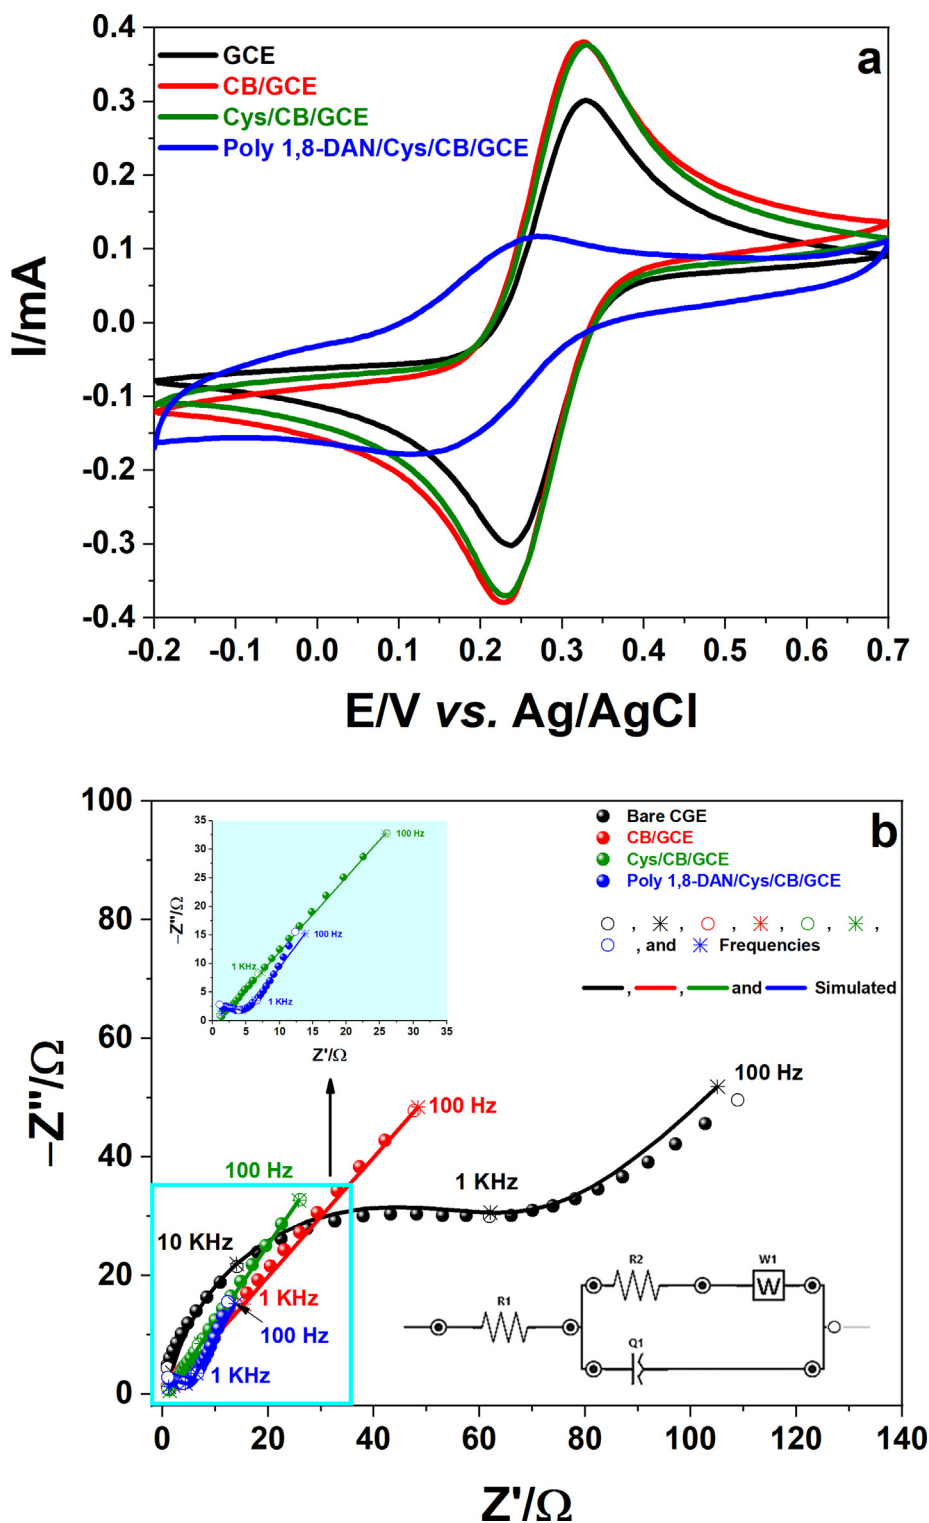 a
GCE
CB/GCE
Cys/CB/GCE
Poly 1,8-DAN/Cys/CB/GCE
0.4
0.3
0.2
0.1
0.0
-0.1
-0.2
-0.3
-0.4
I/mA
-0.2 -0.1 0.0 0.1 0.2 0.3 0.4 0.5 0.6 0.7
E/V vs. Ag/AgCl
b
Bare CGE
CB/GCE
Cys/CB/GCE
Poly 1,8-DAN/Cys/CB/GCE
, , , , , ,
, and Frequencies
, , and Simulated
100
80
60
40
20
0
−Z''/Ω
35
30
25
20
15
10
5
0
−Z''/Ω
100 Hz
100 Hz
1 KHz
1 KHz
0 5 10 15 20 25 30 35
Z'/Ω
100 Hz
100 Hz
100 Hz
1 KHz
10 KHz
1 KHz
100 Hz
1 KHz
R1
R2
W1
W
Q1
0 20 40 60 80 100 120 140
Z'/Ω